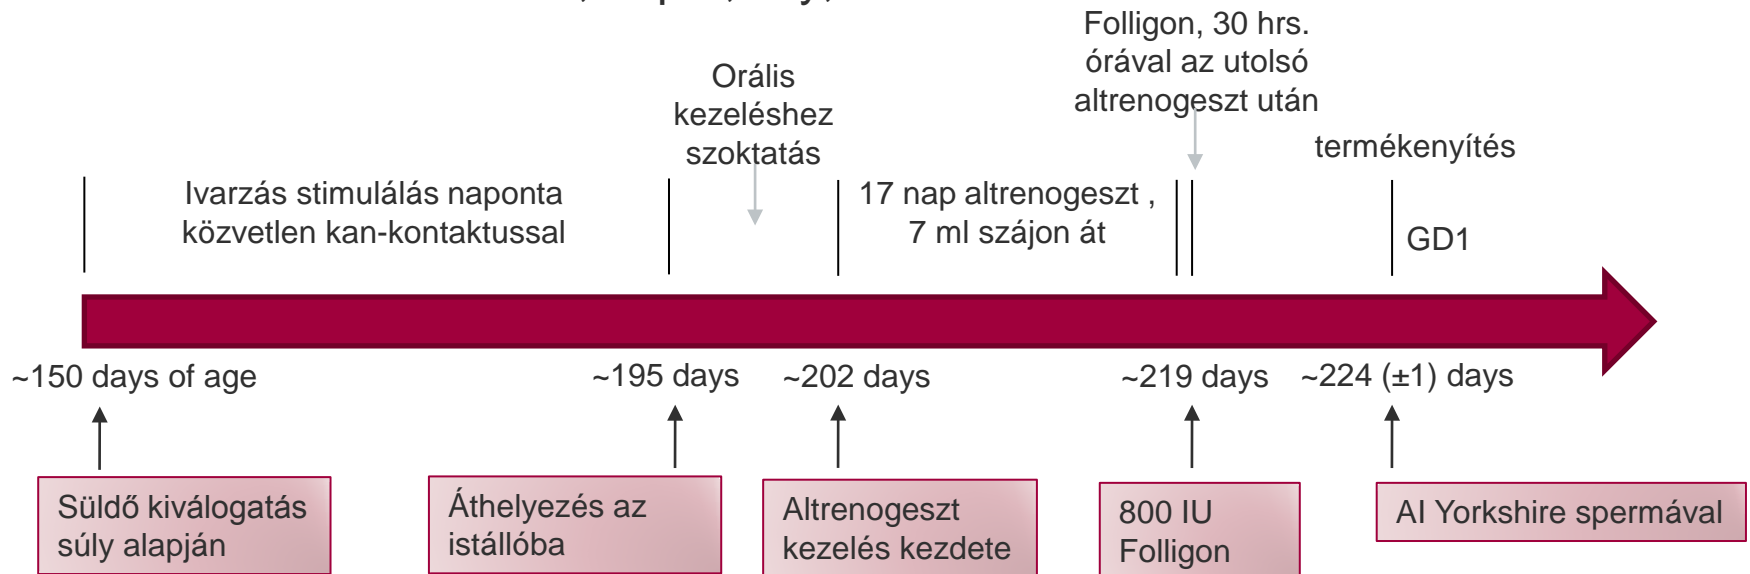 Folligon, 30 hrs.
órával az utolsó
altrenogeszt után
Orális
kezeléshez
szoktatás
termékenyítés
Ivarzás stimulálás naponta
közvetlen kan-kontaktussal
17 nap altrenogeszt ,
7 ml szájon át
GD1
~150 days of age
~195 days
~202 days
~219 days
~224 (±1) days
Süldő kiválogatás
súly alapján
Áthelyezés az
istállóba
Altrenogeszt
kezelés kezdete
800 IU
Folligon
AI Yorkshire spermával